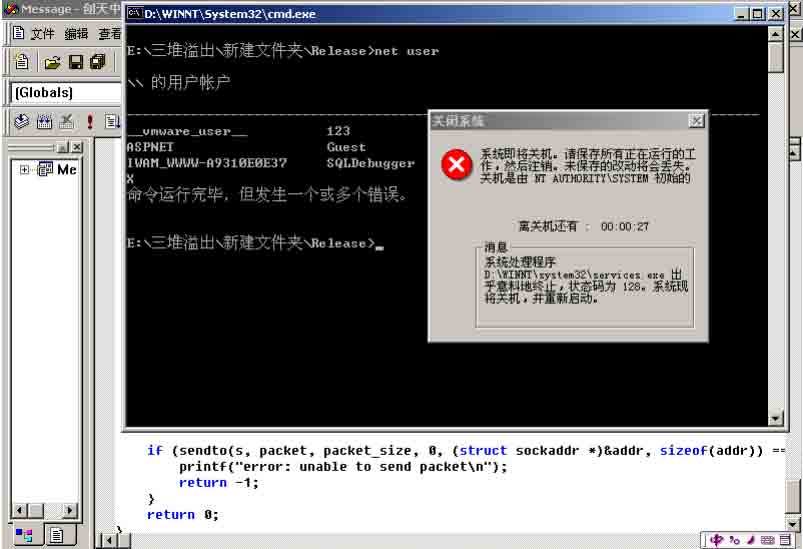 Message - 创天中
D:\WINNT\System32\cmd.exe
文件 编辑 查看
(Globals)
Me
E:\三堆溢出\新建文件夹\Release>net user
\\ 的用户帐户
-------------------------------------------------------------------------------
__vmware_user__ 123
ASPNET Guest
IWAM_WWWW-A9310E0E37 SQLDebugger
X
命令运行完毕，但发生一个或多个错误。
E:\三堆溢出\新建文件夹\Release>_
关闭系统
系统即将关机。请保存所有正在运行的工
作，然后注销。未保存的改动将会丢失。
关机是由 NT AUTHORITY\SYSTEM 初始的
离关机还有 : 00:00:27
消息
系统处理程序
D:\WINNT\system32\services.exe 出
乎意料地终止，状态码为 128。系统现
将关机，并重新启动。
if (sendto(s, packet, packet_size, 0, (struct sockaddr *)&addr, sizeof(addr)) ==
printf("error: unable to send packet\n");
return -1;
}
return 0;
}
中